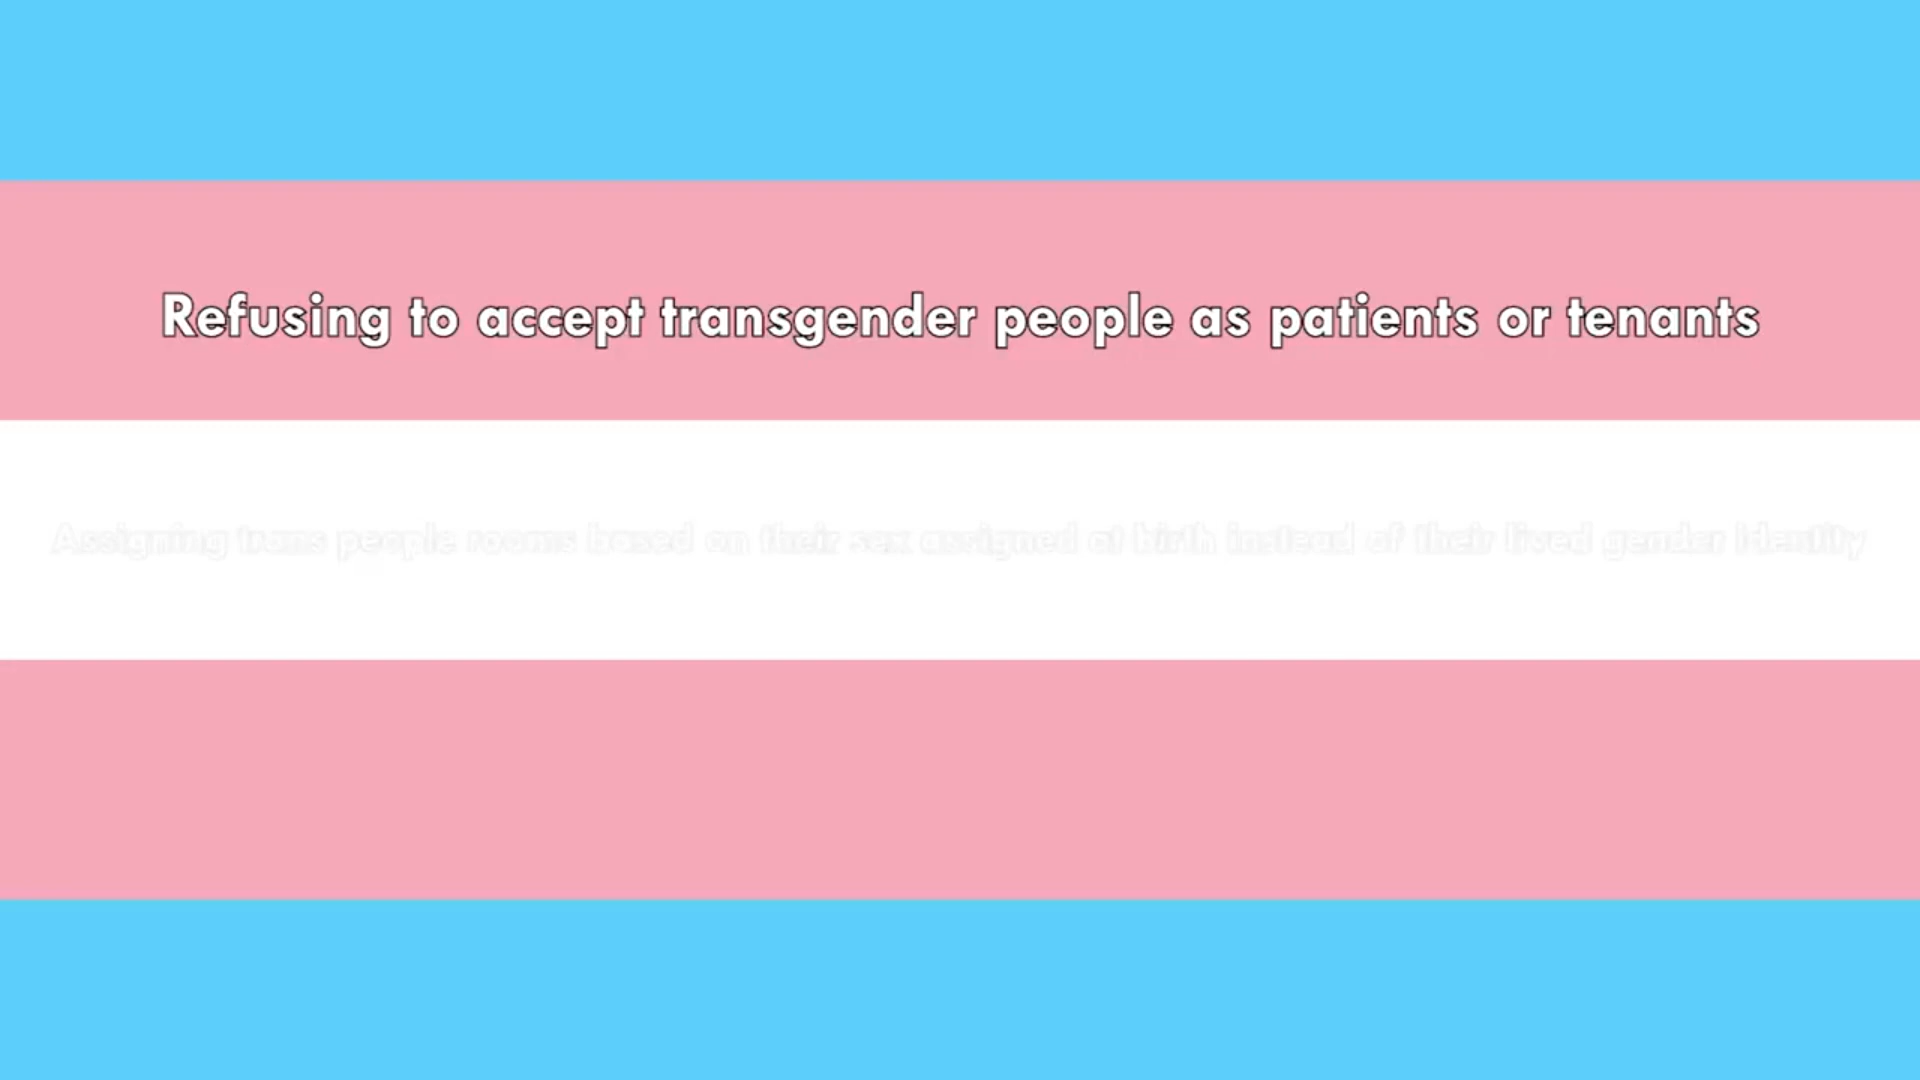 Refusing to accept transgender people as patients or tenants
Assigning trans people rooms based on their sex assigned at birth instead of their lived gender identity